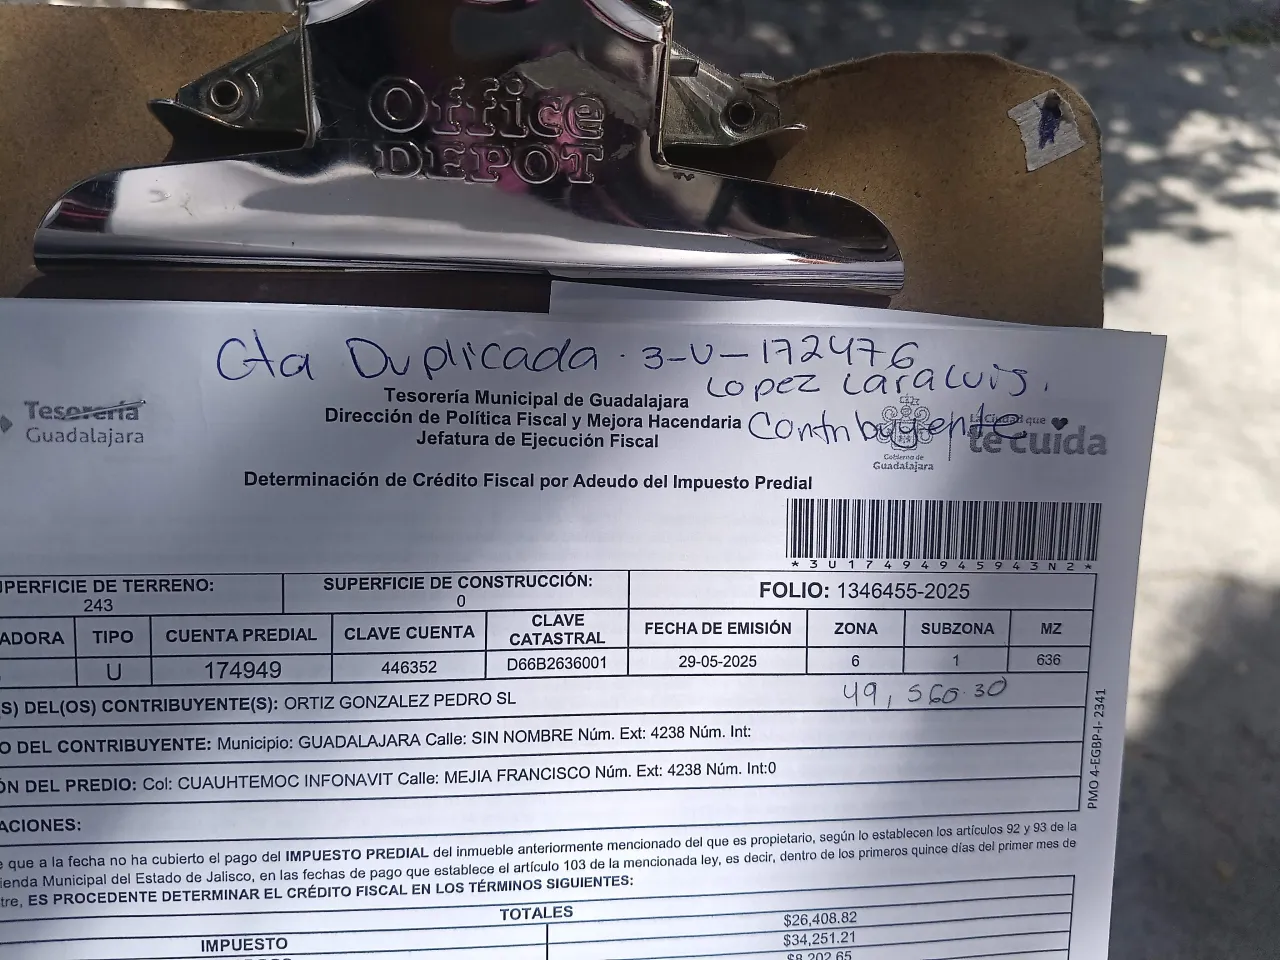 Office
DEPOT
Cta Duplicada. 3-U-172476
Lopez Lara Luis.
Contribuyente
Tesorería
Guadalajara
Tesorería Municipal de Guadalajara
Dirección de Política Fiscal y Mejora Hacendaria
Jefatura de Ejecución Fiscal
Gobierno de
Guadalajara
La Ciudad que
te cuida
Determinación de Crédito Fiscal por Adeudo del Impuesto Predial
*3U17494945943N2*
PERFICIE DE TERRENO:
243
SUPERFICIE DE CONSTRUCCIÓN:
0
FOLIO: 1346455-2025
ADORA TIPO CUENTA PREDIAL CLAVE CUENTA CLAVE CATASTRAL FECHA DE EMISIÓN ZONA SUBZONA MZ
U 174949 446352 D66B2636001 29-05-2025 6 1 636
(S) DEL(OS) CONTRIBUYENTE(S): ORTIZ GONZALEZ PEDRO SL
49,560.30
O DEL CONTRIBUYENTE: Municipio: GUADALAJARA Calle: SIN NOMBRE Núm. Ext: 4238 Núm. Int:
ÓN DEL PREDIO: Col: CUAUHTEMOC INFONAVIT Calle: MEJIA FRANCISCO Núm. Ext: 4238 Núm. Int:0
ACIONES:
PMO 4-EGBP-I- 2341
e que a la fecha no ha cubierto el pago del IMPUESTO PREDIAL del inmueble anteriormente mencionado del que es propietario, según lo establecen los artículos 92 y 93 de la
ienda Municipal del Estado de Jalisco, en las fechas de pago que establece el artículo 103 de la mencionada ley, es decir, dentro de los primeros quince días del primer mes de
tre, ES PROCEDENTE DETERMINAR EL CRÉDITO FISCAL EN LOS TÉRMINOS SIGUIENTES:
TOTALES
IMPUESTO
$26,408.82
$34,251.21
$8,202.65